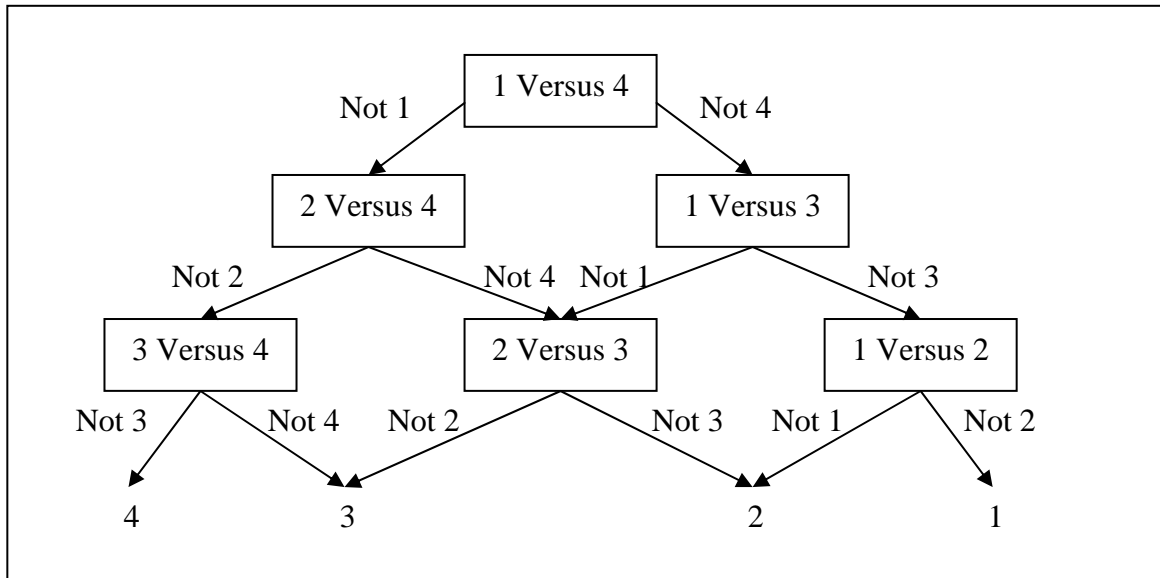 1 Versus 4
Not 1
Not 4
2 Versus 4
1 Versus 3
Not 2
Not 4
Not 1
Not 3
3 Versus 4
2 Versus 3
1 Versus 2
Not 3
Not 4
Not 2
Not 3
Not 1
Not 2
4
3
2
1